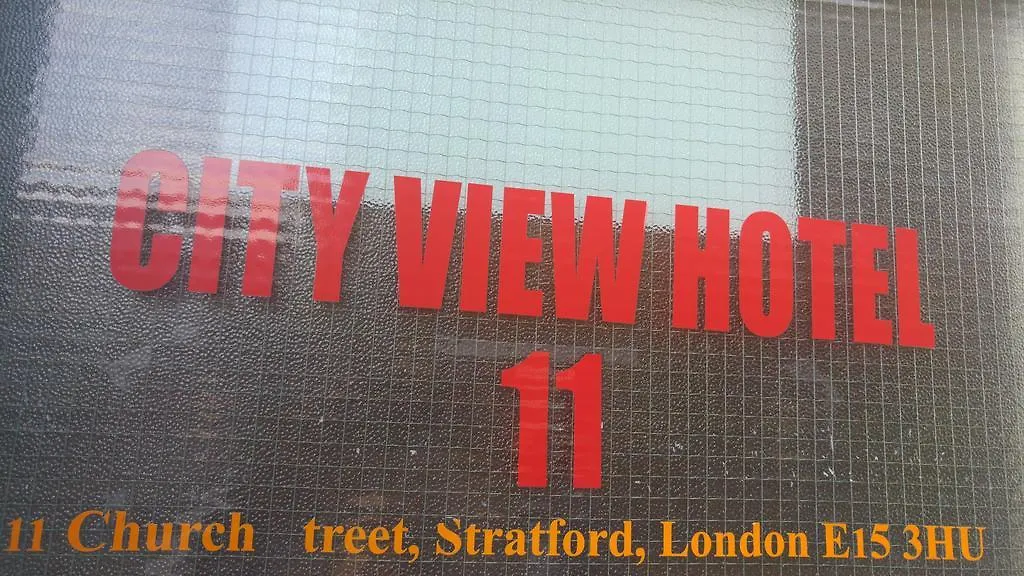 CITY VIEW HOTEL
11
11 Church treet, Stratford, London E15 3HU